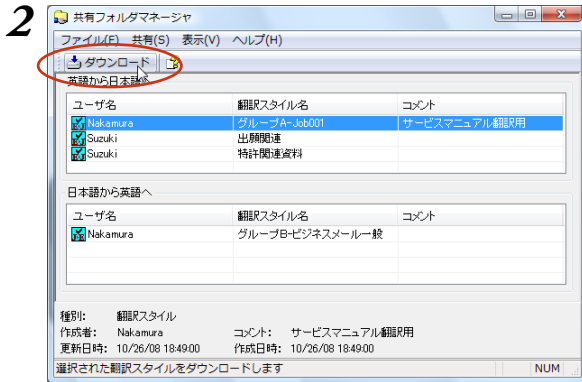 2
共有フォルダマネージャ
ファイル(F) 共有(S) 表示(V) ヘルプ(H)
ダウンロード
英語から日本語へ
ユーザ名 翻訳スタイル名 コメント
Nakamura グループA-Job001 サービスマニュアル翻訳用
Suzuki 出願関連
Suzuki 特許関連資料
日本語から英語へ
ユーザ名 翻訳スタイル名 コメント
Nakamura グループB-ビジネスメール一般
種別: 翻訳スタイル
作成者: Nakamura コメント: サービスマニュアル翻訳用
更新日時: 10/26/08 18:49:00 作成日時: 10/26/08 18:49:00
選択された翻訳スタイルをダウンロードします NUM